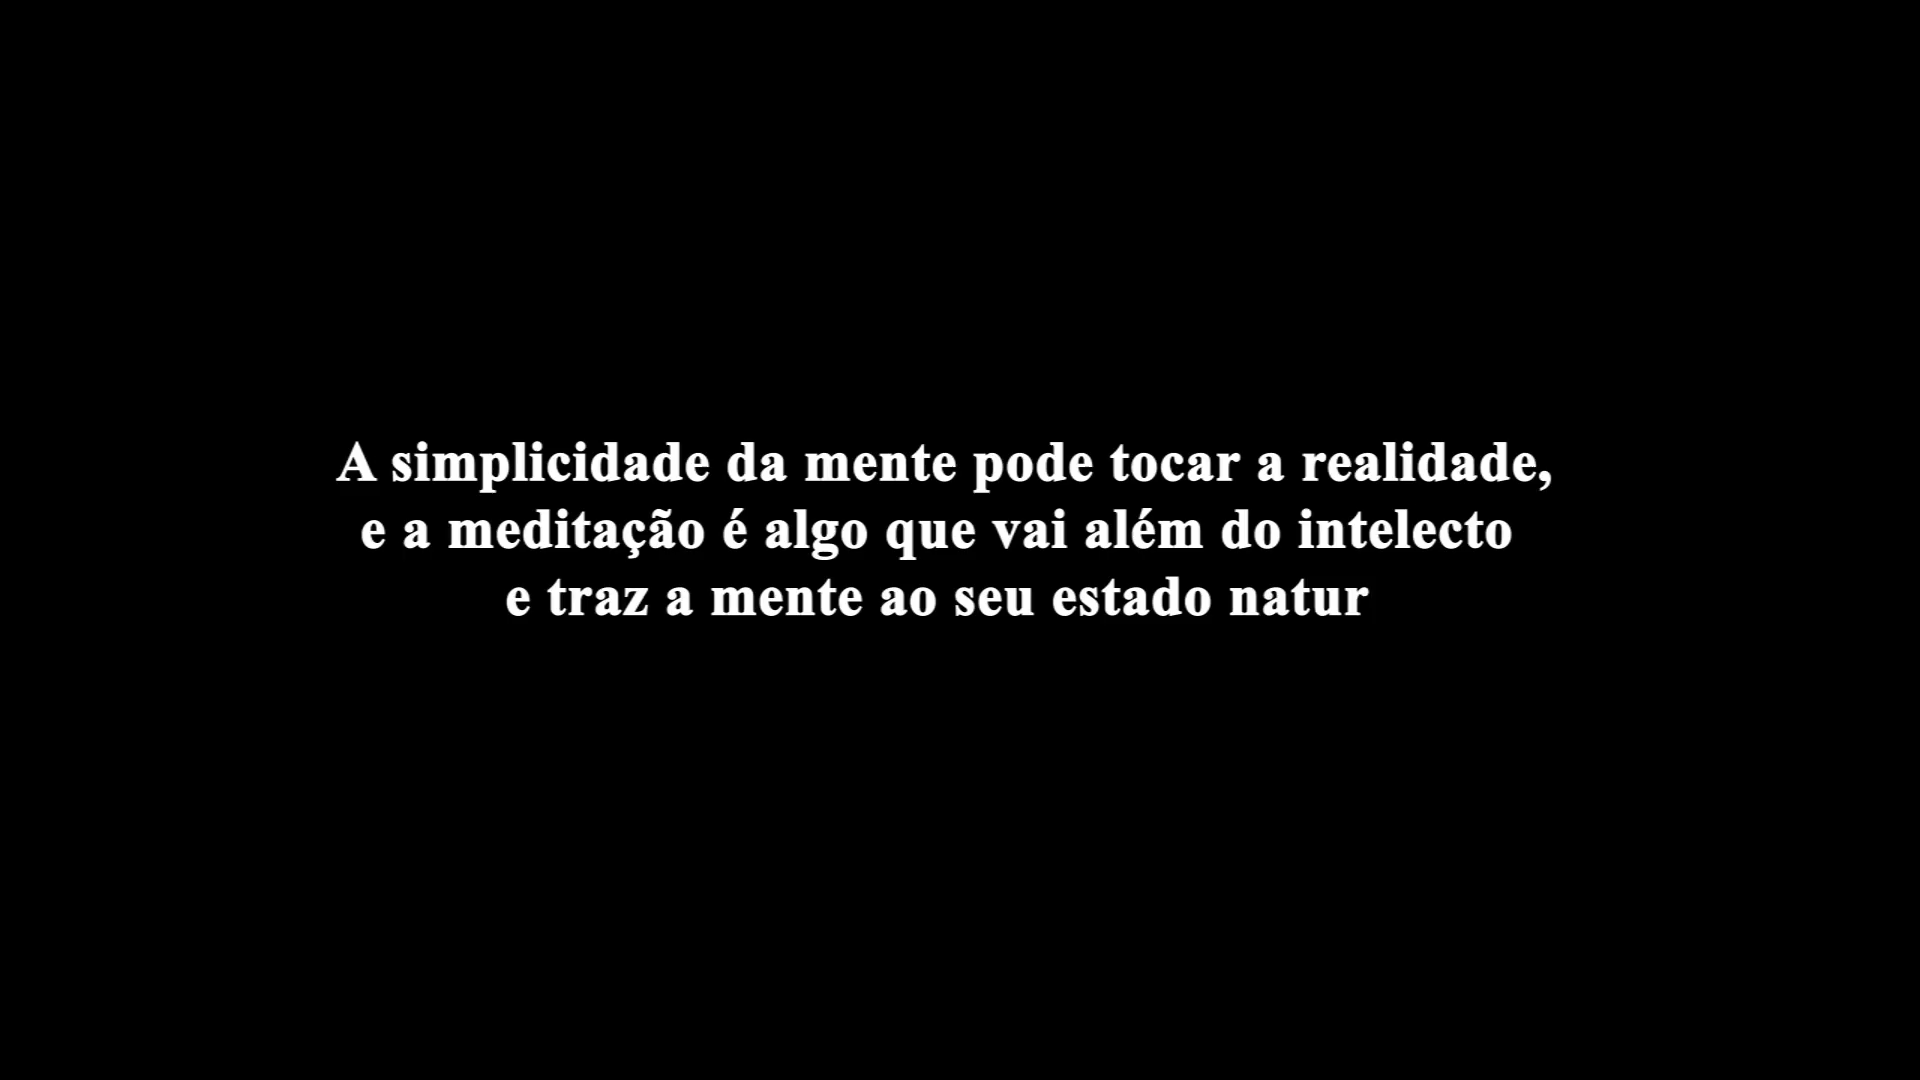 A simplicidade da mente pode tocar a realidade,
e a meditação é algo que vai além do intelecto
e traz a mente ao seu estado natur